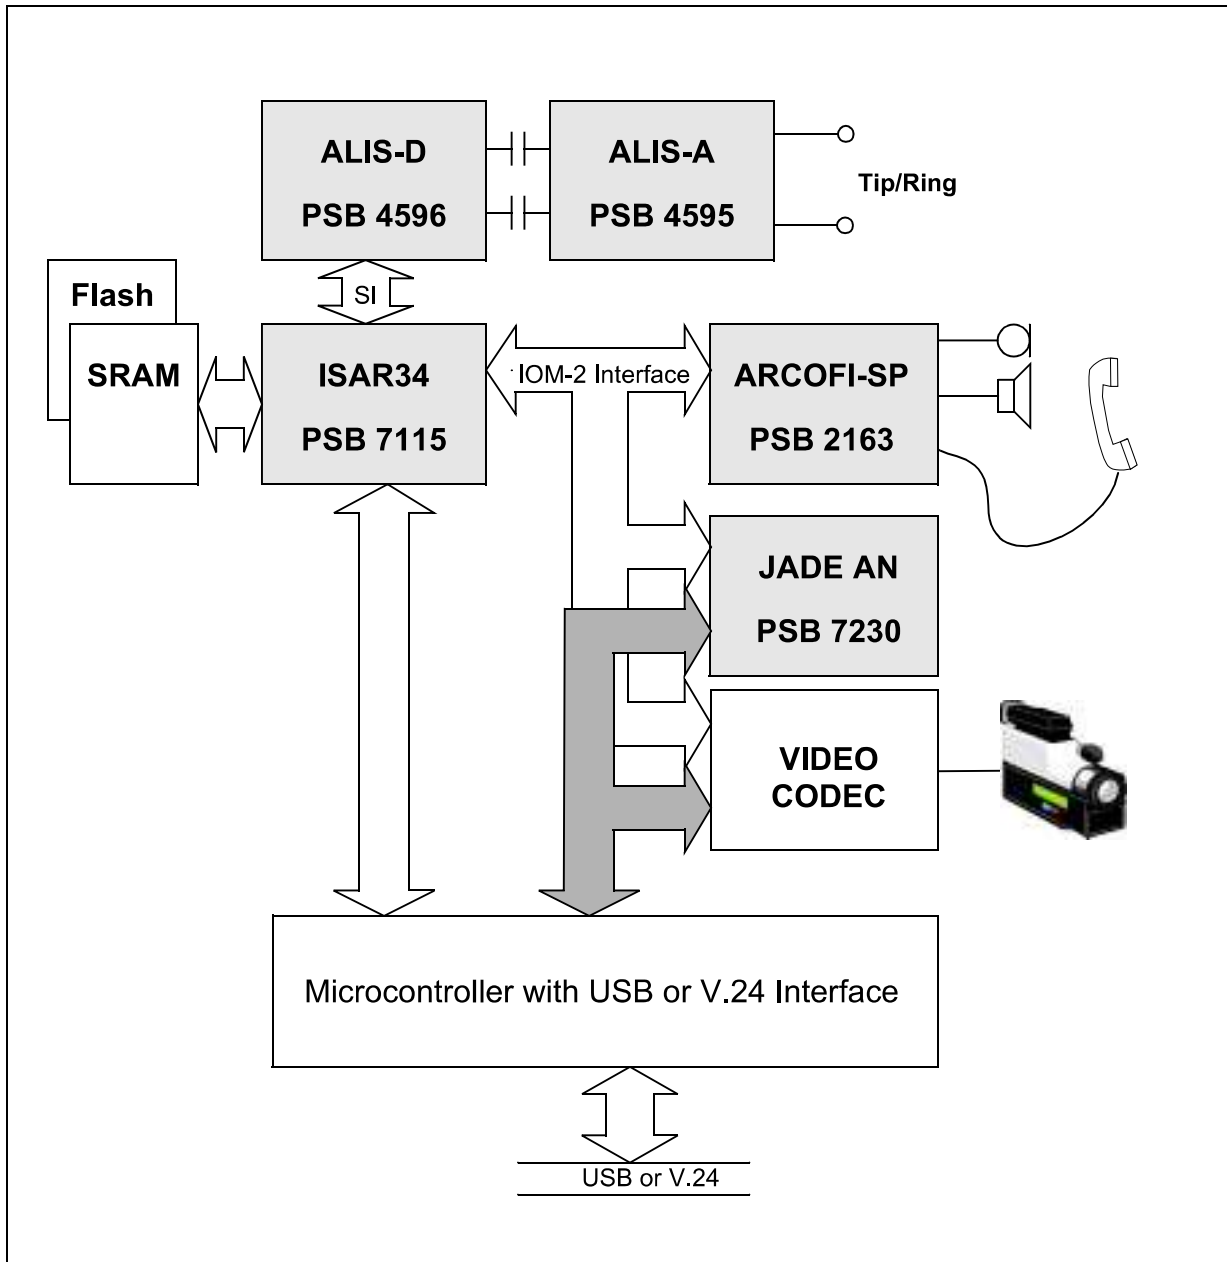 ALIS-D
PSB 4596
ALIS-A
PSB 4595
Tip/Ring
SI
Flash
SRAM
ISAR34
PSB 7115
IOM-2 Interface
ARCOFI-SP
PSB 2163
JADE AN
PSB 7230
VIDEO
CODEC
Microcontroller with USB or V.24 Interface
USB or V.24